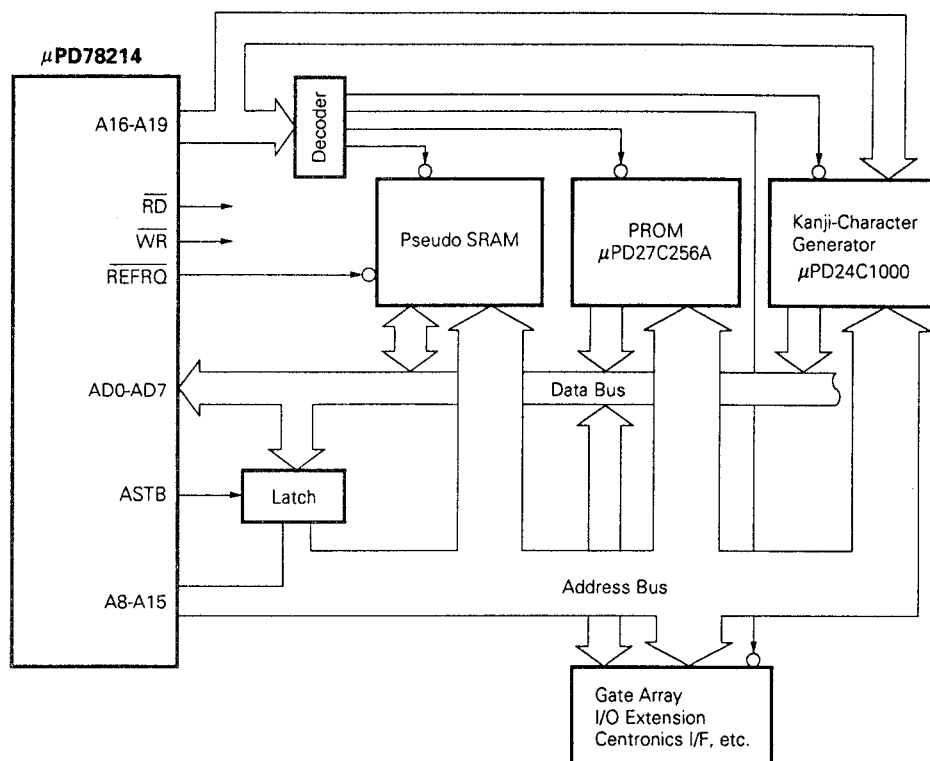 μPD78214
A16-A19
Decoder
RD
WR
REFRQ
Pseudo SRAM
PROM
μPD27C256A
Kanji-Character
Generator
μPD24C1000
AD0-AD7
Data Bus
ASTB
Latch
A8-A15
Address Bus
Gate Array
I/O Extension
Centronics I/F, etc.